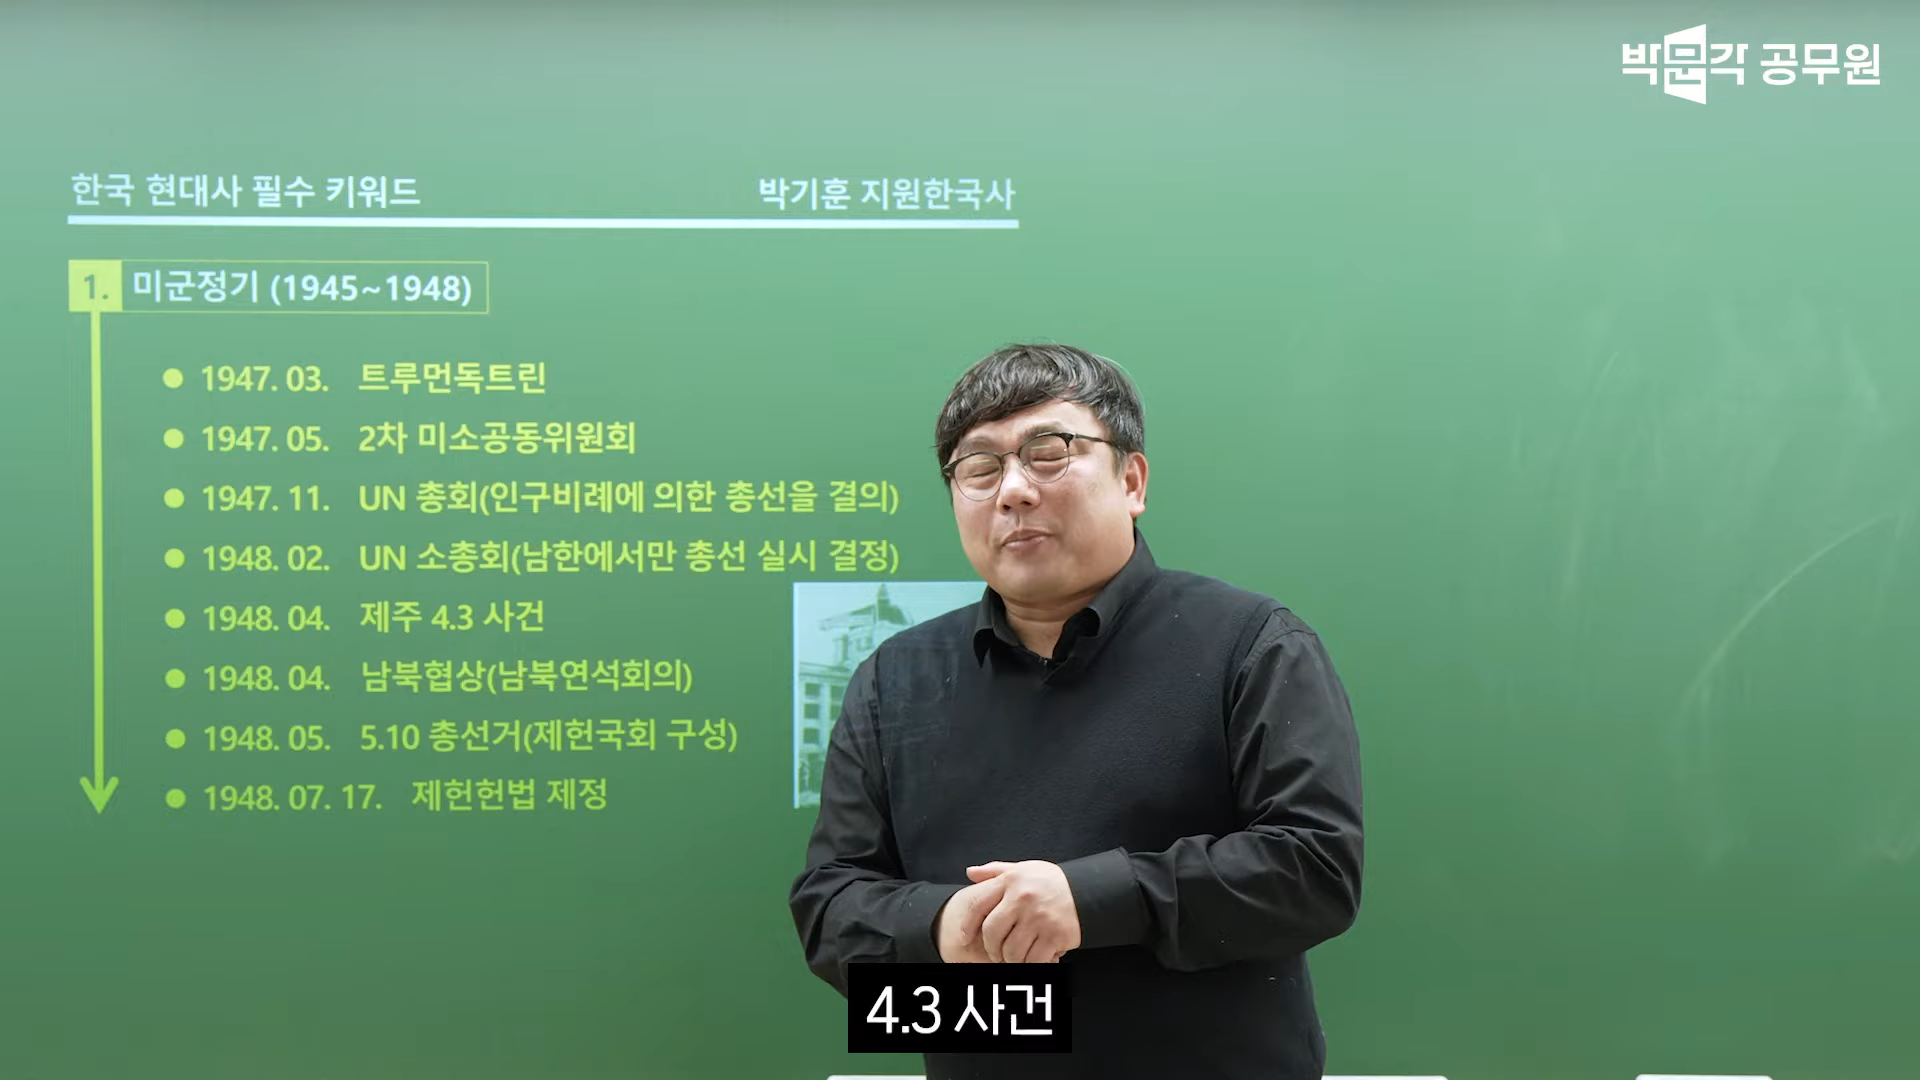 박문각 공무원
한국 현대사 필수 키워드 박기훈 지원한국사
1. 미군정기 (1945~1948)
● 1947. 03. 트루먼독트린
● 1947. 05. 2차 미소공동위원회
● 1947. 11. UN 총회(인구비례에 의한 총선을 결의)
● 1948. 02. UN 소총회(남한에서만 총선 실시 결정)
● 1948. 04. 제주 4.3 사건
● 1948. 04. 남북협상(남북연석회의)
● 1948. 05. 5.10 총선거(제헌국회 구성)
● 1948. 07. 17. 제헌헌법 제정
4.3 사건